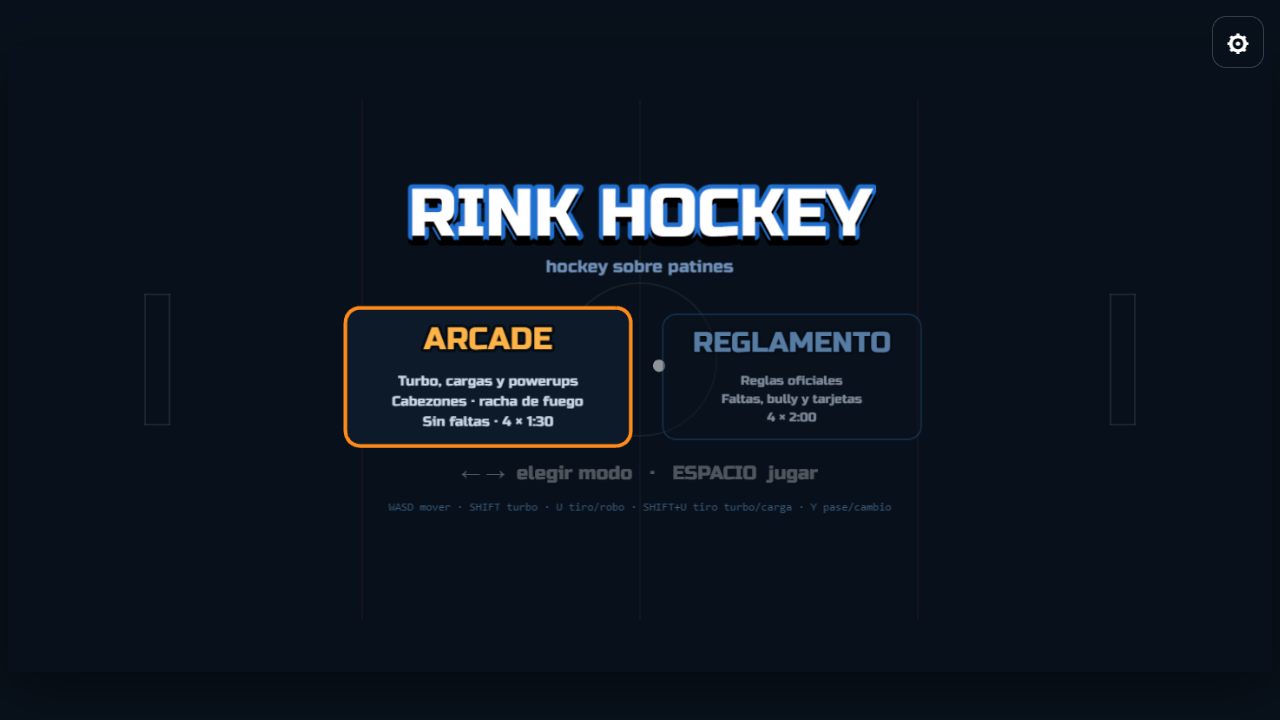 RINK HOCKEY
hockey sobre patines
ARCADE
Turbo, cargas y powerups
Cabezones · racha de fuego
Sin faltas · 4 × 1:30
REGLAMENTO
Reglas oficiales
Faltas, bully y tarjetas
4 × 2:00
←→ elegir modo · ESPACIO jugar
WASD mover · SHIFT turbo · U tiro/robo · SHIFT+U tiro turbo/carga · Y pase/cambio